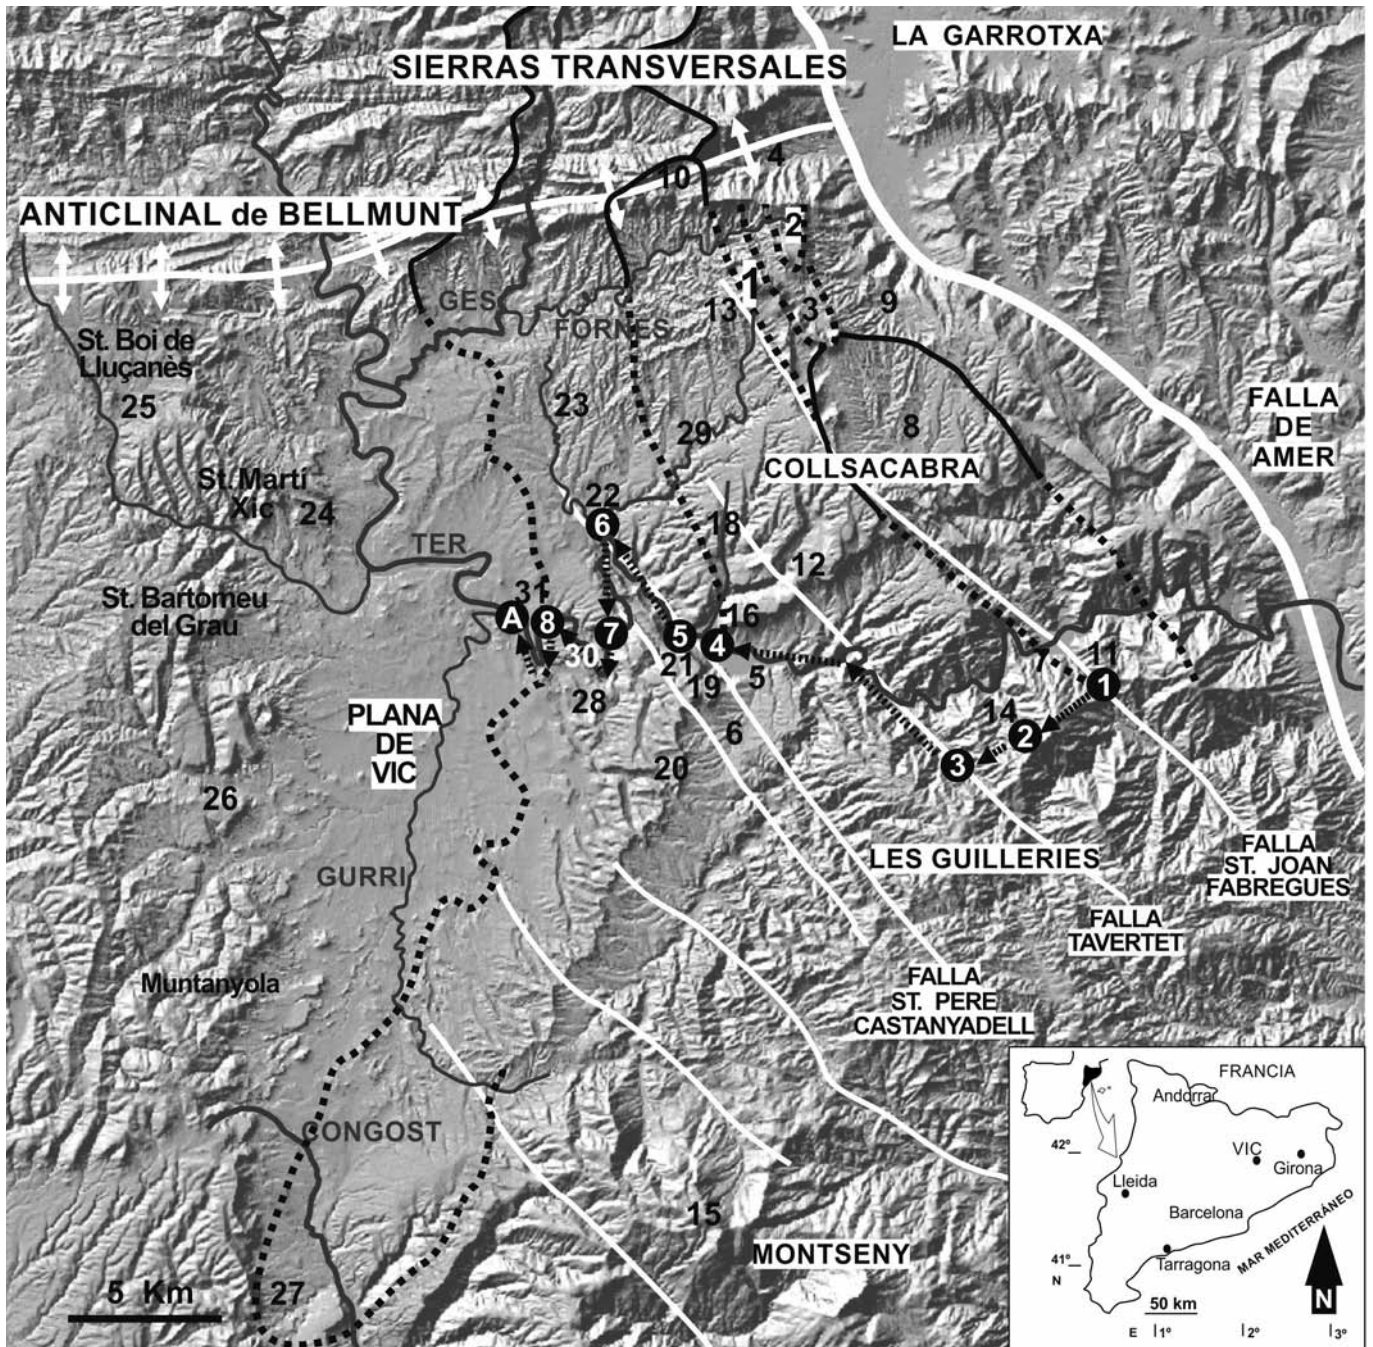 LA GARROTXA
SIERRAS TRANSVERSALES
4
10
ANTICLINAL de BELLMUNT
2
1
GES
13
3
9
FORNES
St. Boi de
Lluçanès
25
23
29
8
FALLA
DE
AMER
COLLSACABRA
St. Martí
Xic
24
22
6
18
TER
12
St. Bartomeu
del Grau
31
A
8
30
7
5
4
16
21
19
5
28
6
7
11
1
14
2
3
PLANA
DE
VIC
20
26
GURRI
LES GUILLERIES
FALLA
ST. JOAN
FABREGUES
FALLA
TAVERTET
FALLA
ST. PERE
CASTANYADELL
Muntanyola
CONGOST
15
MONTSENY
5 Km
27
FRANCIA
Andorra
42º
VIC
Girona
Lleida
Barcelona
MAR MEDITERRÁNEO
41º
N
Tarragona
50 km
N
E
1º
2º
3º